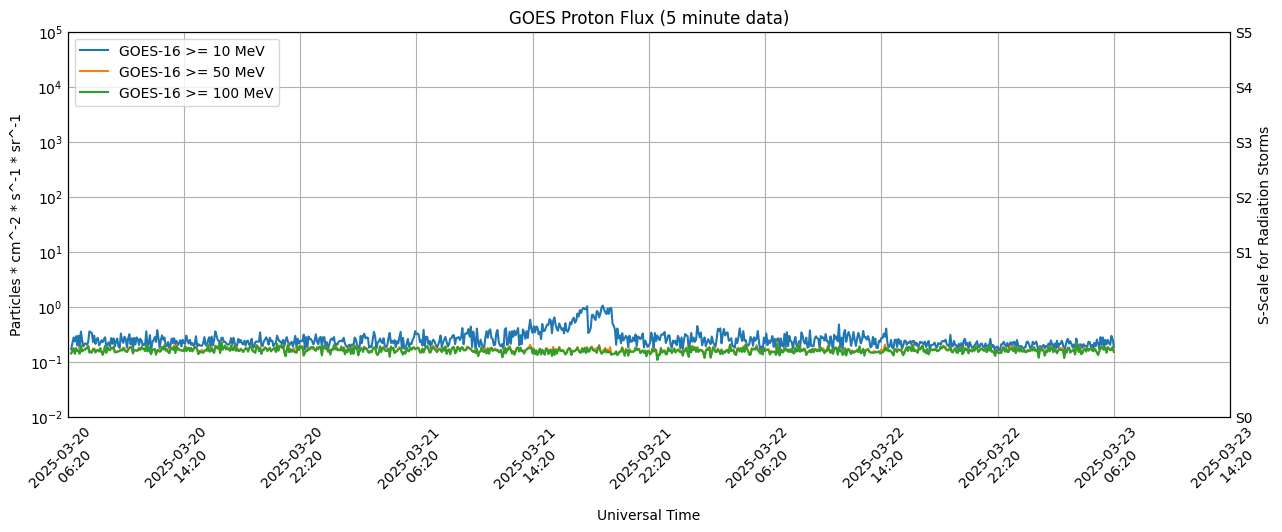 GOES Proton Flux (5 minute data)
GOES-16 >= 10 MeV
GOES-16 >= 50 MeV
GOES-16 >= 100 MeV
Particles * cm^-2 * s^-1 * sr^-1
10^5
10^4
10^3
10^2
10^1
10^0
10^-1
10^-2
S5
S4
S3
S2
S1
S0
S-Scale for Radiation Storms
2025-03-20
06:20
2025-03-20
14:20
2025-03-20
22:20
2025-03-21
06:20
2025-03-21
14:20
2025-03-21
22:20
2025-03-22
06:20
2025-03-22
14:20
2025-03-22
22:20
2025-03-23
06:20
2025-03-23
14:20
Universal Time